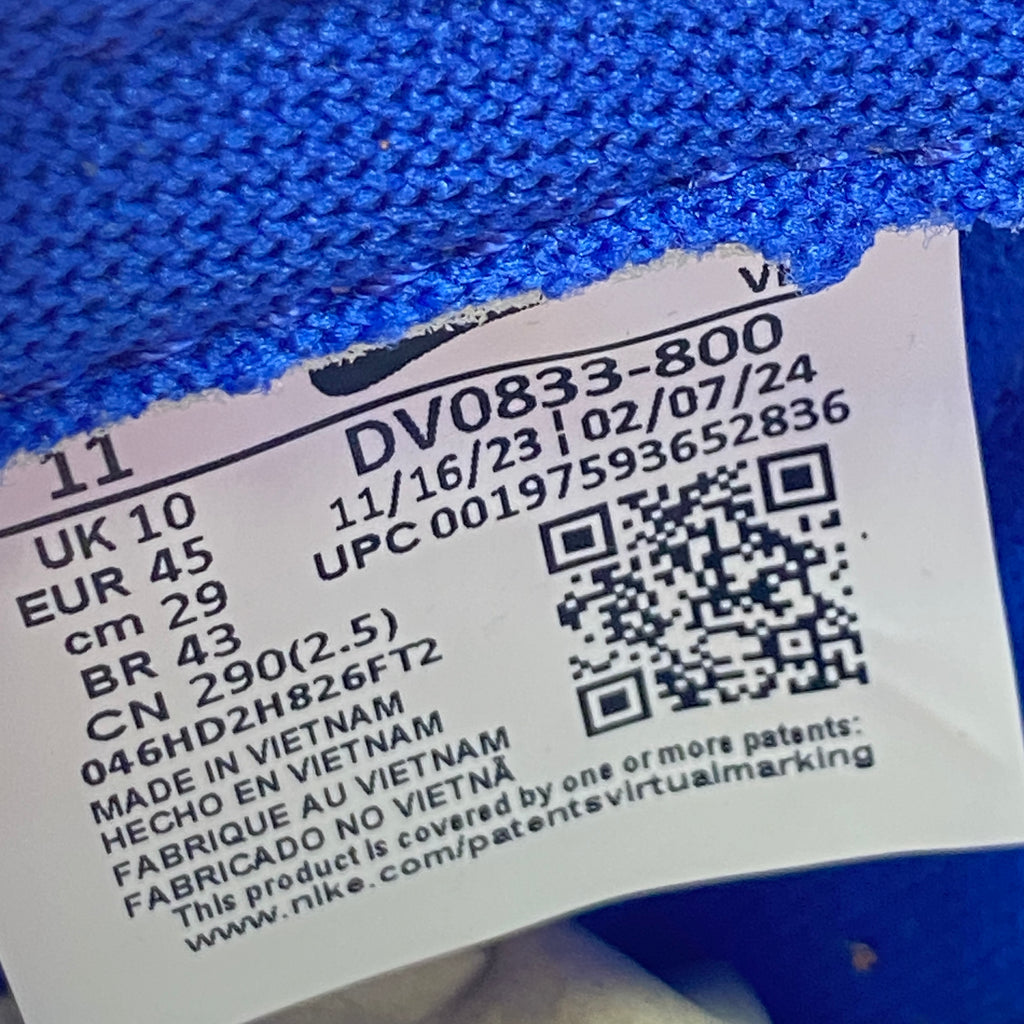 11
DV0833-800
11/16/23 ¦ 02/07/24
UPC 00197593652836
UK 10
EUR 45
cm 29
BR 43
CN 290(2.5)
046HD2H826FT2
MADE IN VIETNAM
HECHO EN VIETNAM
FABRIQUE AU VIETNAM
FABRICADO NO VIETNÃ
This product is covered by one or more patents:
www.nike.com/patentsvirtualmarking